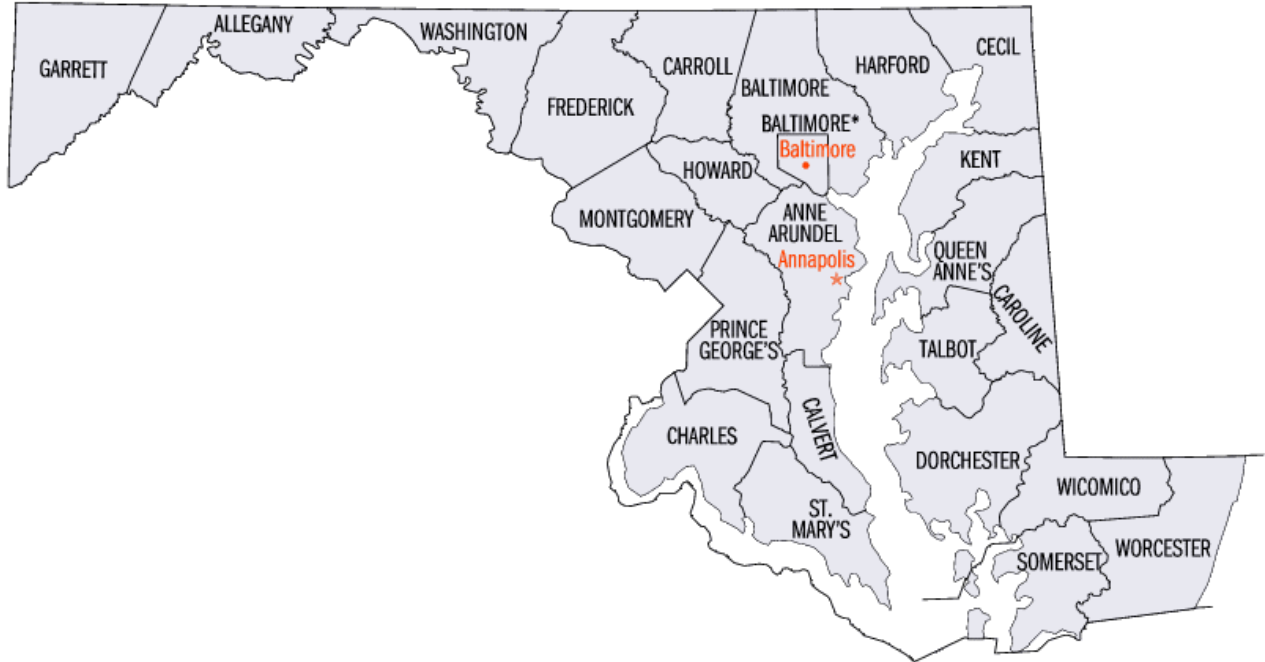 ALLEGANY
WASHINGTON
CECIL
GARRETT
CARROLL
HARFORD
BALTIMORE
FREDERICK
BALTIMORE*
Baltimore
KENT
HOWARD
MONTGOMERY
ANNE
ARUNDEL
Annapolis
QUEEN
ANNE'S
CAROLINE
PRINCE
GEORGE'S
TALBOT
CHARLES
CALVERT
DORCHESTER
WICOMICO
ST.
MARY'S
SOMERSET
WORCESTER